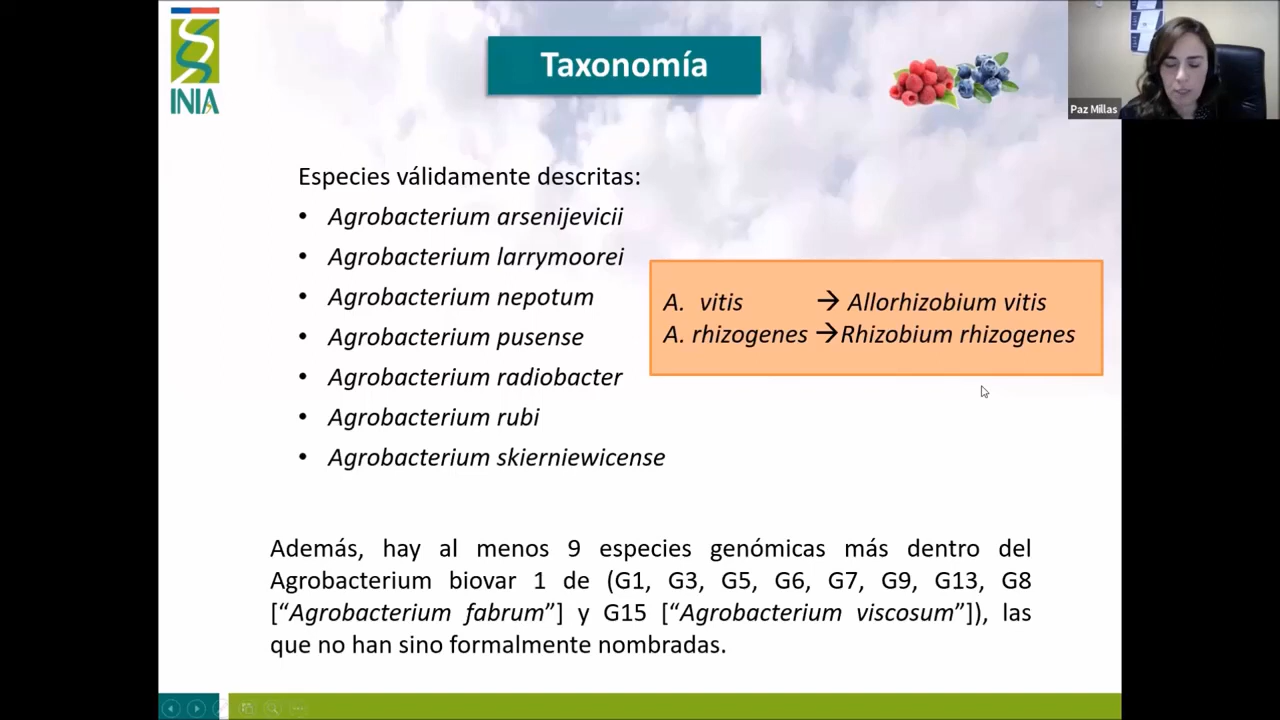 INIA
Taxonomía
Paz Millas
Especies válidamente descritas:
• Agrobacterium arsenijevicii
• Agrobacterium larrymoorei
• Agrobacterium nepotum
• Agrobacterium pusense
• Agrobacterium radiobacter
• Agrobacterium rubi
• Agrobacterium skierniewicense
A. vitis → Allorhizobium vitis
A. rhizogenes →Rhizobium rhizogenes
Además, hay al menos 9 especies genómicas más dentro del
Agrobacterium biovar 1 de (G1, G3, G5, G6, G7, G9, G13, G8
[“Agrobacterium fabrum”] y G15 [“Agrobacterium viscosum”]), las
que no han sino formalmente nombradas.